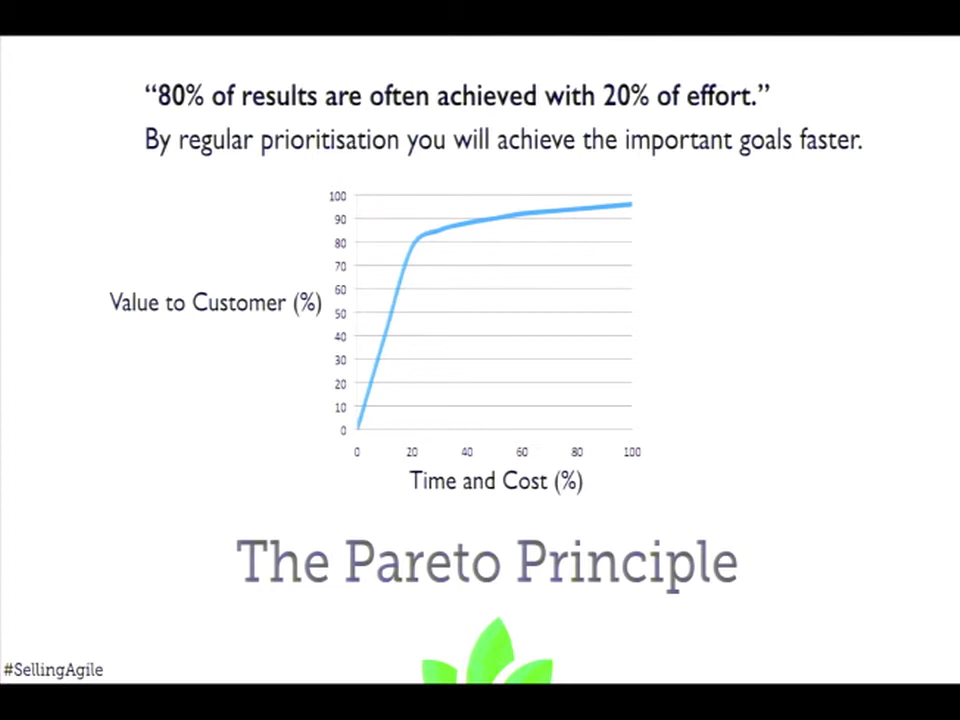 “80% of results are often achieved with 20% of effort.”
By regular prioritisation you will achieve the important goals faster.
100
90
80
70
60
Value to Customer (%)
50
40
30
20
10
0
0 20 40 60 80 100
Time and Cost (%)
The Pareto Principle
#SellingAgile